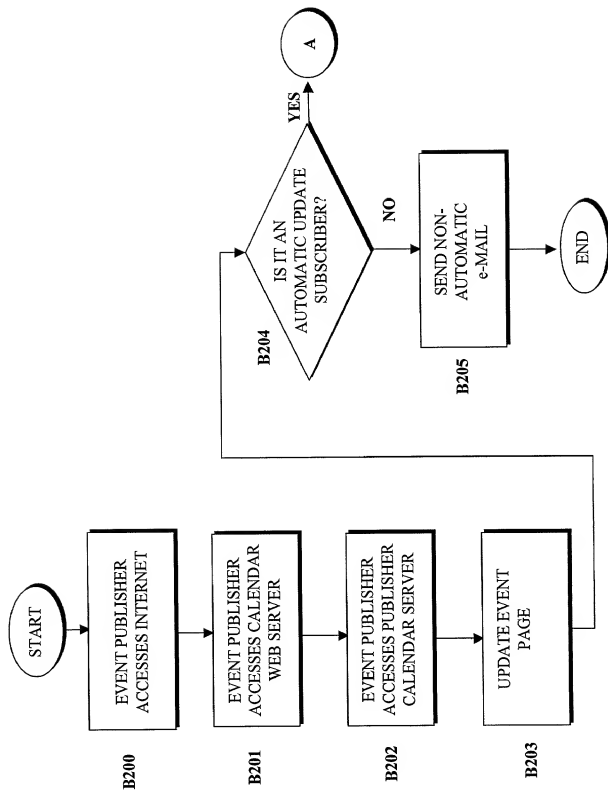 START
B200
EVENT PUBLISHER
ACCESSES INTERNET
B201
EVENT PUBLISHER
ACCESSES CALENDAR
WEB SERVER
B202
EVENT PUBLISHER
ACCESSES PUBLISHER
CALENDAR SERVER
B203
UPDATE EVENT
PAGE
B204
IS IT AN
AUTOMATIC UPDATE
SUBSCRIBER?
YES
A
NO
B205
SEND NON-
AUTOMATIC
e-MAIL
END